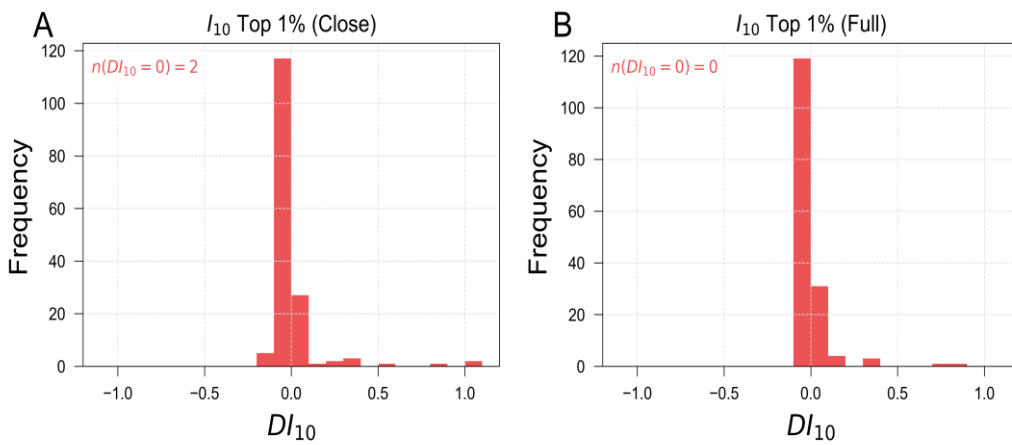 A
I₁₀ Top 1% (Close)
n(DI₁₀ = 0) = 2
Frequency
120
100
80
60
40
20
0
−1.0 −0.5 0.0 0.5 1.0
DI₁₀
B
I₁₀ Top 1% (Full)
n(DI₁₀ = 0) = 0
Frequency
120
100
80
60
40
20
0
−1.0 −0.5 0.0 0.5 1.0
DI₁₀